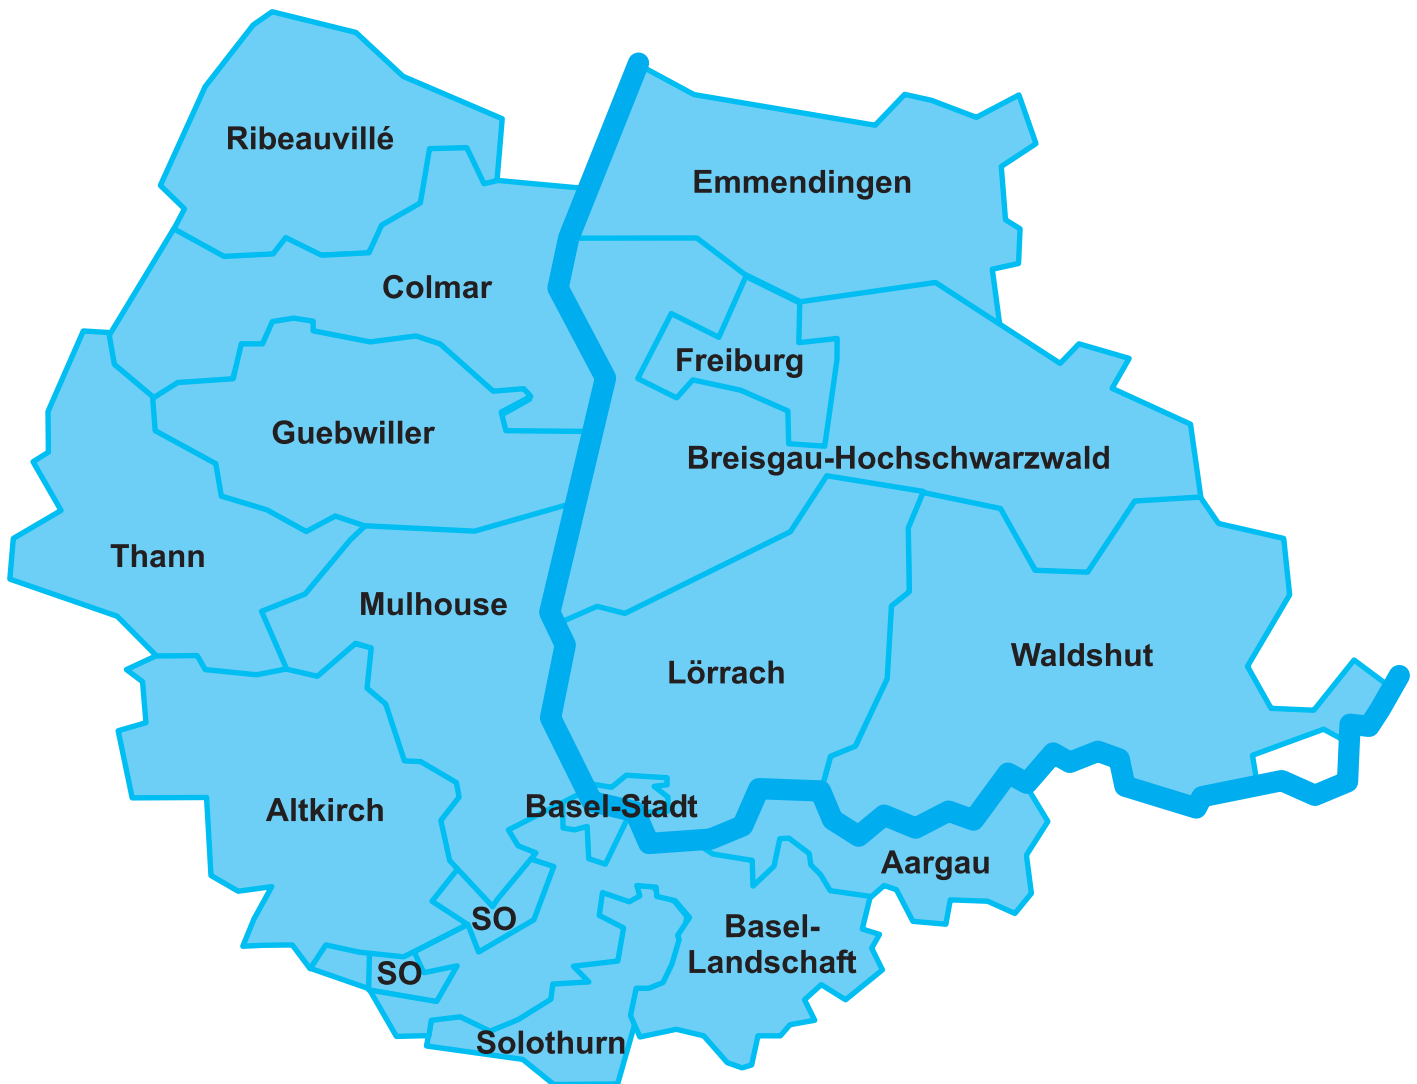 Ribeauvillé
Emmendingen
Colmar
Freiburg
Guebwiller
Breisgau-Hochschwarzwald
Thann
Mulhouse
Waldshut
Lörrach
Basel-Stadt
Altkirch
Aargau
SO
Basel-
Landschaft
SO
Solothurn